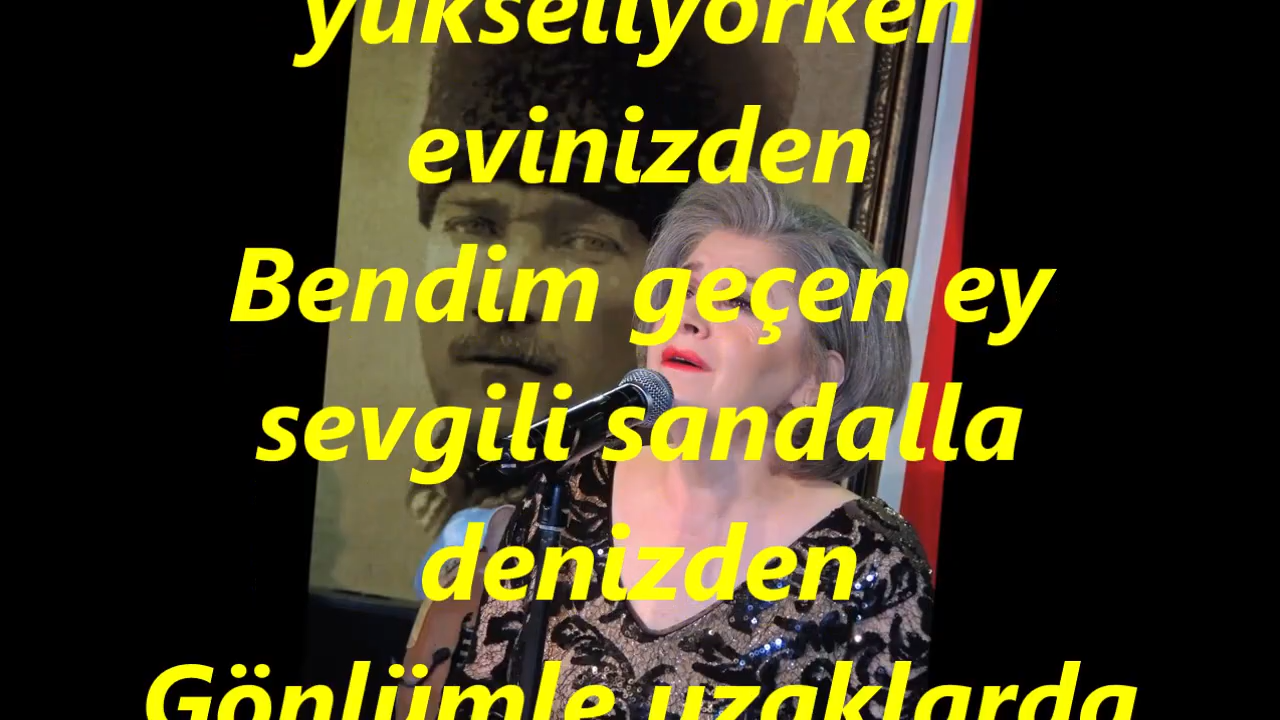 yükseliyorken
evinizden
Bendim geçen ey
sevgili sandalla
denizden
Gönlümle uzaklarda